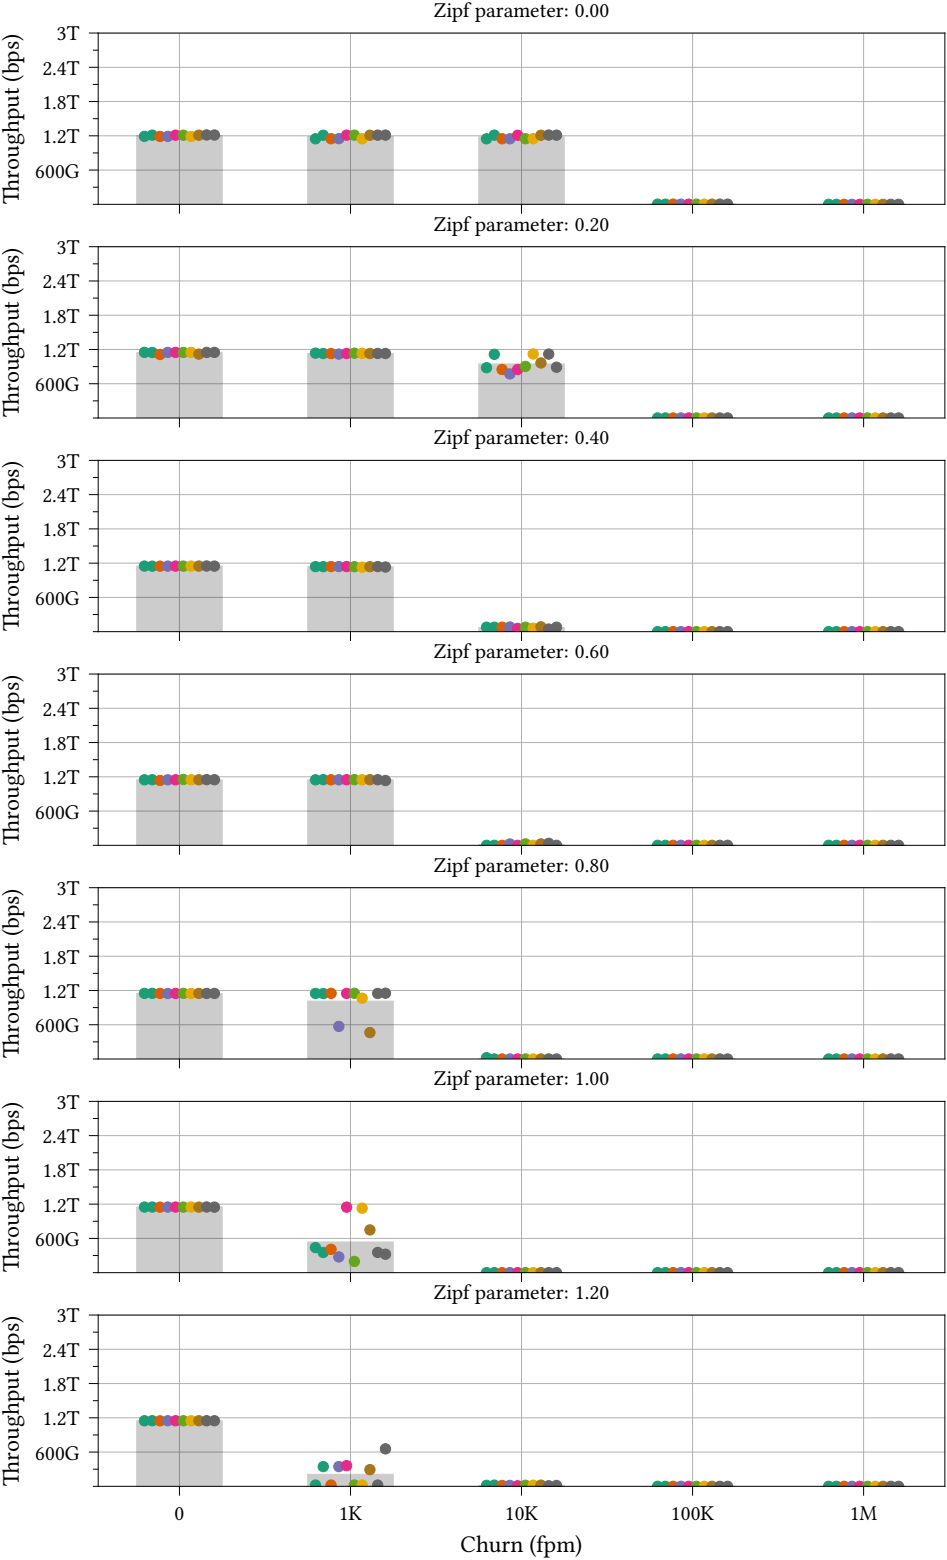 Zipf parameter: 0.00
Throughput (bps)
3T
2.4T
1.8T
1.2T
600G
Zipf parameter: 0.20
Throughput (bps)
3T
2.4T
1.8T
1.2T
600G
Zipf parameter: 0.40
Throughput (bps)
3T
2.4T
1.8T
1.2T
600G
Zipf parameter: 0.60
Throughput (bps)
3T
2.4T
1.8T
1.2T
600G
Zipf parameter: 0.80
Throughput (bps)
3T
2.4T
1.8T
1.2T
600G
Zipf parameter: 1.00
Throughput (bps)
3T
2.4T
1.8T
1.2T
600G
Zipf parameter: 1.20
Throughput (bps)
3T
2.4T
1.8T
1.2T
600G
0 1K 10K 100K 1M
Churn (fpm)